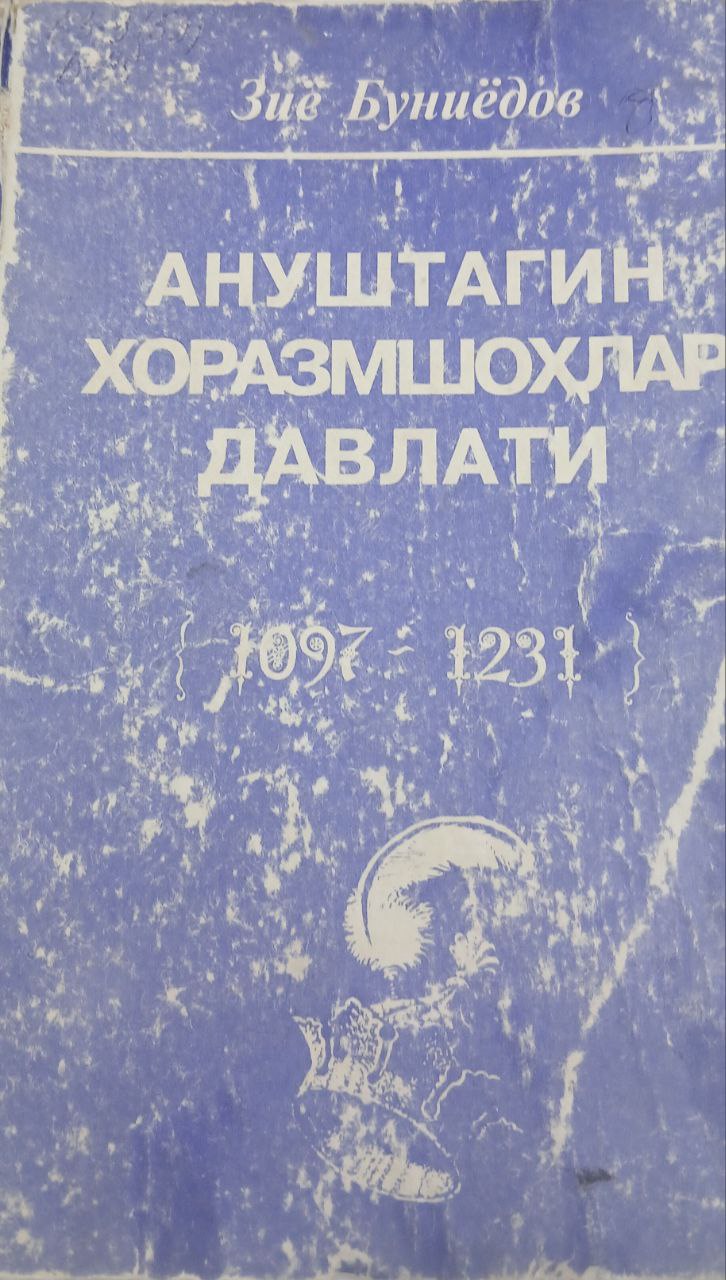 Зиё Буниёдов
АНУШТАГИН
ХОРАЗМШОҲЛАР
ДАВЛАТИ
{ 1097 - 1231 }